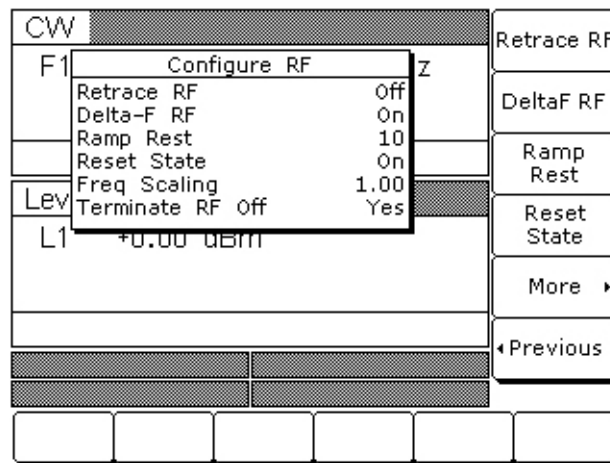 CW
F1
z
Configure RF
Retrace RF Off
Delta-F RF On
Ramp Rest 10
Reset State On
Freq Scaling 1.00
Terminate RF Off Yes
Lev
L1 +0.00 dBm
Retrace RF
DeltaF RF
Ramp
Rest
Reset
State
More
Previous